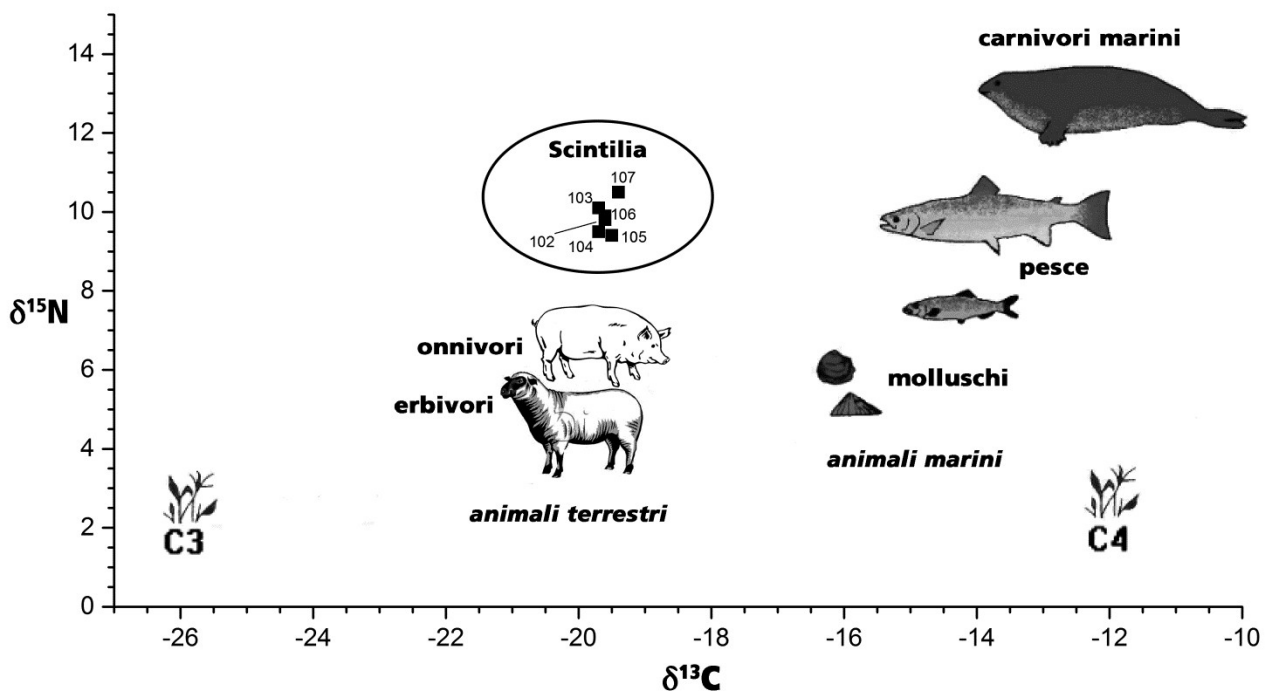 14
carnivori marini
12
Scintilia
107
103
10
106
102
104
105
pesce
8
δ¹⁵N
onnivori
6
molluschi
erbivori
4
animali marini
animali terrestri
2
C3
C4
0
-26
-24
-22
-20
-18
-16
-14
-12
-10
δ¹³C